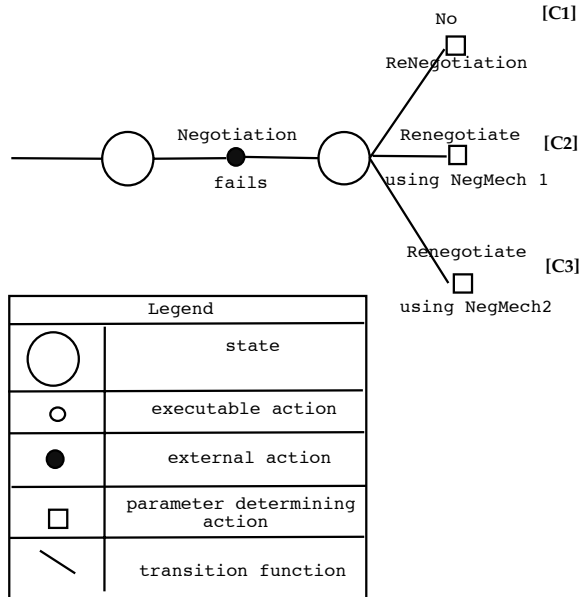 No
[C1]
ReNegotiation
Negotiation
fails
Renegotiate
[C2]
using NegMech 1
Renegotiate
[C3]
using NegMech2
Legend
state
executable action
external action
parameter determining
action
transition function